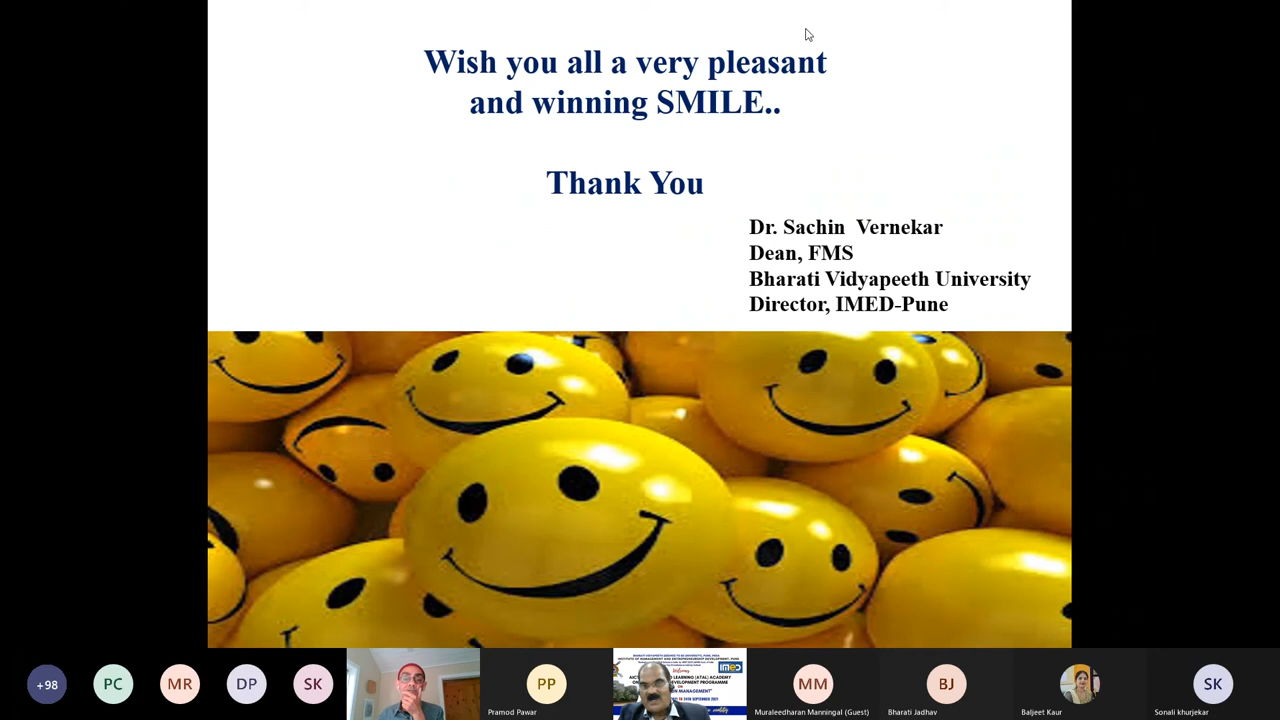 Wish you all a very pleasant
and winning SMILE..
Thank You
Dr. Sachin  Vernekar
Dean, FMS
Bharati Vidyapeeth University
Director, IMED-Pune
+98
PC
MR
DP
SK
PP
Pramod Pawar
imed
MM
Muraleedharan Manningal (Guest)
BJ
Bharati Jadhav
Baljeet Kaur
SK
Sonali khurjekar